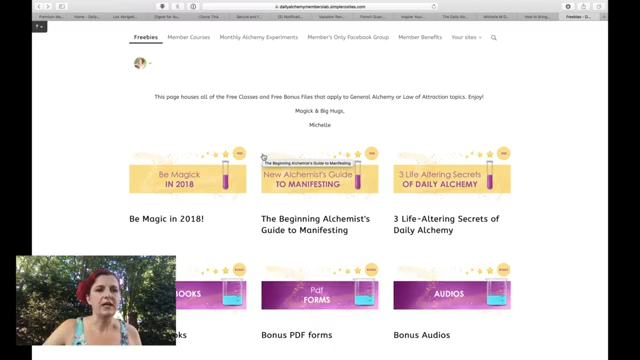 dailyalchemymemberslab.simplerosites.com
Freebies Member Courses Monthly Alchemy Experiments Member's Only Facebook Group Member Benefits Your sites
This page houses all of the Free Classes and Free Bonus Files that apply to General Alchemy or Law of Attraction topics. Enjoy!
Magick & Big Hugs,
Michelle
Be Magick
IN 2018
New Alchemist's Guide
TO MANIFESTING
3 Life-Altering Secrets
OF DAILY ALCHEMY
The Beginning Alchemist's Guide to Manifesting
Be Magic in 2018!
The Beginning Alchemist's
Guide to Manifesting
3 Life-Altering Secrets of
Daily Alchemy
BONUS
Pdf
FORMS
BONUS
AUDIOS
BONUS
Bonus PDF forms
Bonus Audios